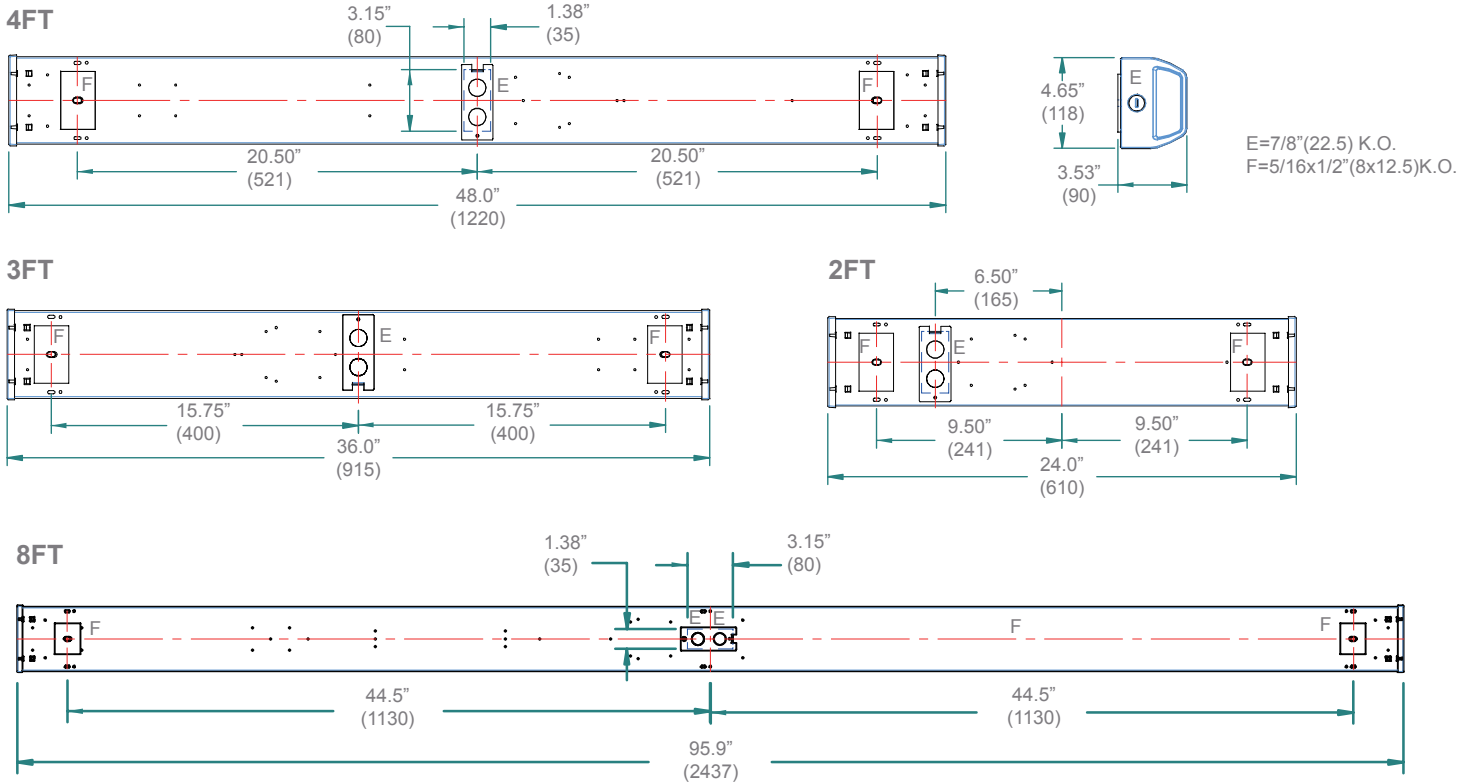 4FT
3.15”
(80)
1.38”
(35)
F
E
F
20.50”
(521)
20.50”
(521)
48.0”
(1220)
E
4.65”
(118)
3.53”
(90)
E=7/8”(22.5) K.O.
F=5/16x1/2”(8x12.5)K.O.
3FT
F
E
F
15.75”
(400)
15.75”
(400)
36.0”
(915)
2FT
6.50”
(165)
F
E
F
9.50”
(241)
9.50”
(241)
24.0”
(610)
8FT
1.38”
(35)
3.15”
(80)
F
E
E
F
F
44.5”
(1130)
44.5”
(1130)
95.9”
(2437)